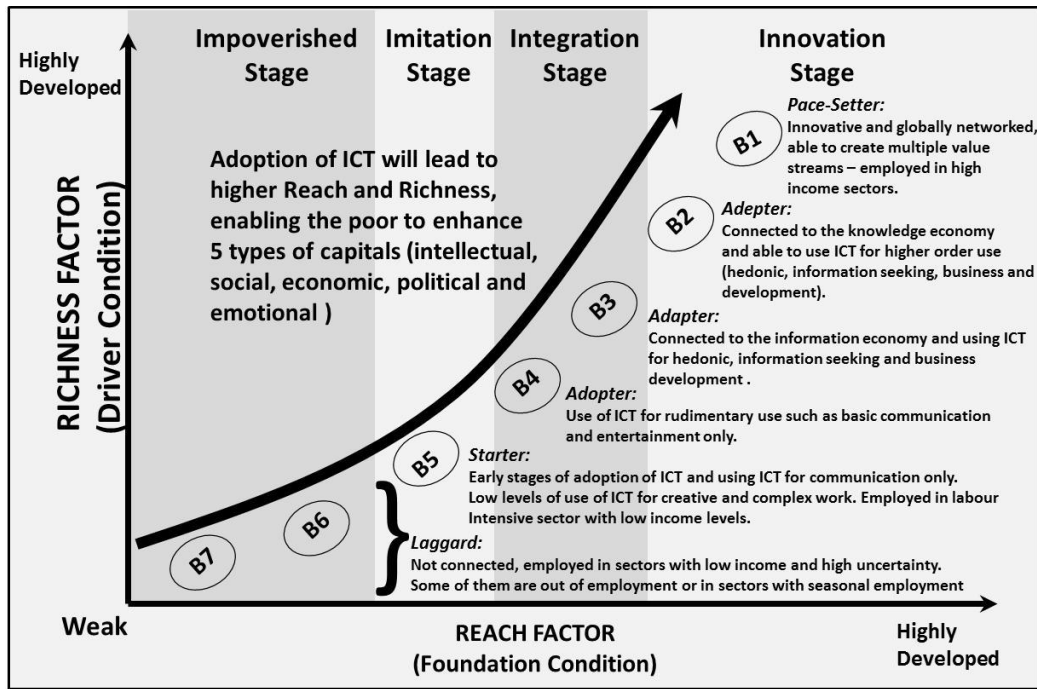 Impoverished
Stage
Imitation
Stage
Integration
Stage
Innovation
Stage
Highly
Developed
RICHNESS FACTOR
(Driver Condition)
Weak
Adoption of ICT will lead to
higher Reach and Richness,
enabling the poor to enhance
5 types of capitals (intellectual,
social, economic, political and
emotional )
B1
Pace-Setter:
Innovative and globally networked,
able to create multiple value
streams – employed in high
income sectors.
B2
Adepter:
Connected to the knowledge economy
and able to use ICT for higher order use
(hedonic, information seeking, business and
development).
B3
Adapter:
Connected to the information economy and using ICT
for hedonic, information seeking and business
development .
B4
Adopter:
Use of ICT for rudimentary use such as basic communication
and entertainment only.
B5
Starter:
Early stages of adoption of ICT and using ICT for communication only.
Low levels of use of ICT for creative and complex work. Employed in labour
Intensive sector with low income levels.
B6
B7
}
Laggard:
Not connected, employed in sectors with low income and high uncertainty.
Some of them are out of employment or in sectors with seasonal employment
REACH FACTOR
(Foundation Condition)
Highly
Developed